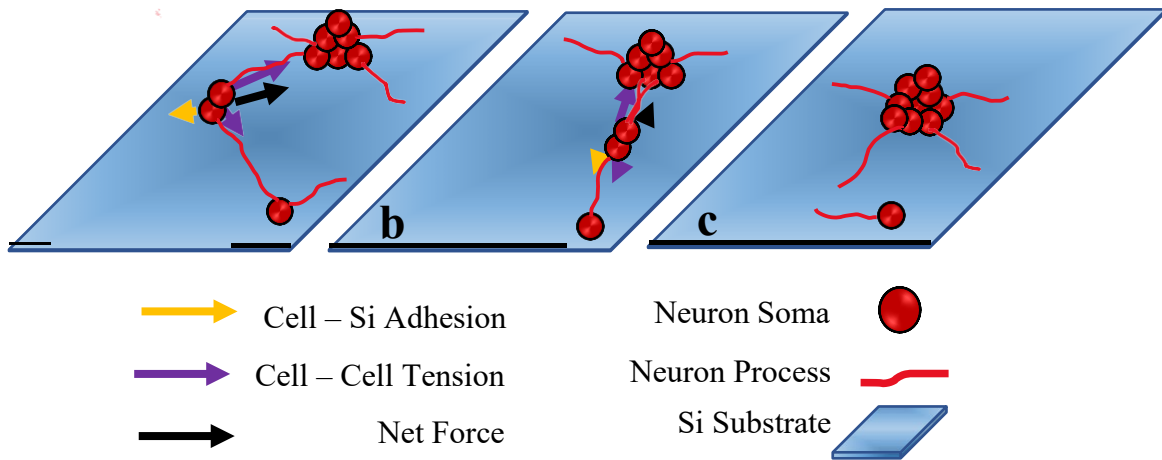 b
c
Cell – Si Adhesion
Neuron Soma
Cell – Cell Tension
Neuron Process
Net Force
Si Substrate